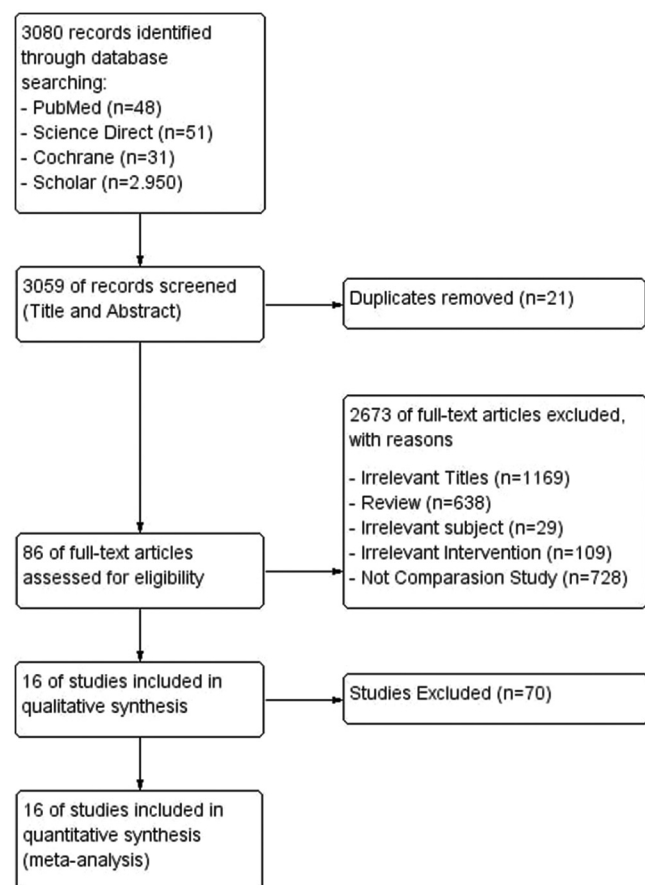 3080 records identified
through database
searching:
- PubMed (n=48)
- Science Direct (n=51)
- Cochrane (n=31)
- Scholar (n=2.950)
3059 of records screened
(Title and Abstract)
Duplicates removed (n=21)
2673 of full-text articles excluded,
with reasons
- Irrelevant Titles (n=1169)
- Review (n=638)
- Irrelevant subject (n=29)
- Irrelevant Intervention (n=109)
- Not Comparasion Study (n=728)
86 of full-text articles
assessed for eligibility
16 of studies included in
qualitative synthesis
Studies Excluded (n=70)
16 of studies included in
quantitative synthesis
(meta-analysis)